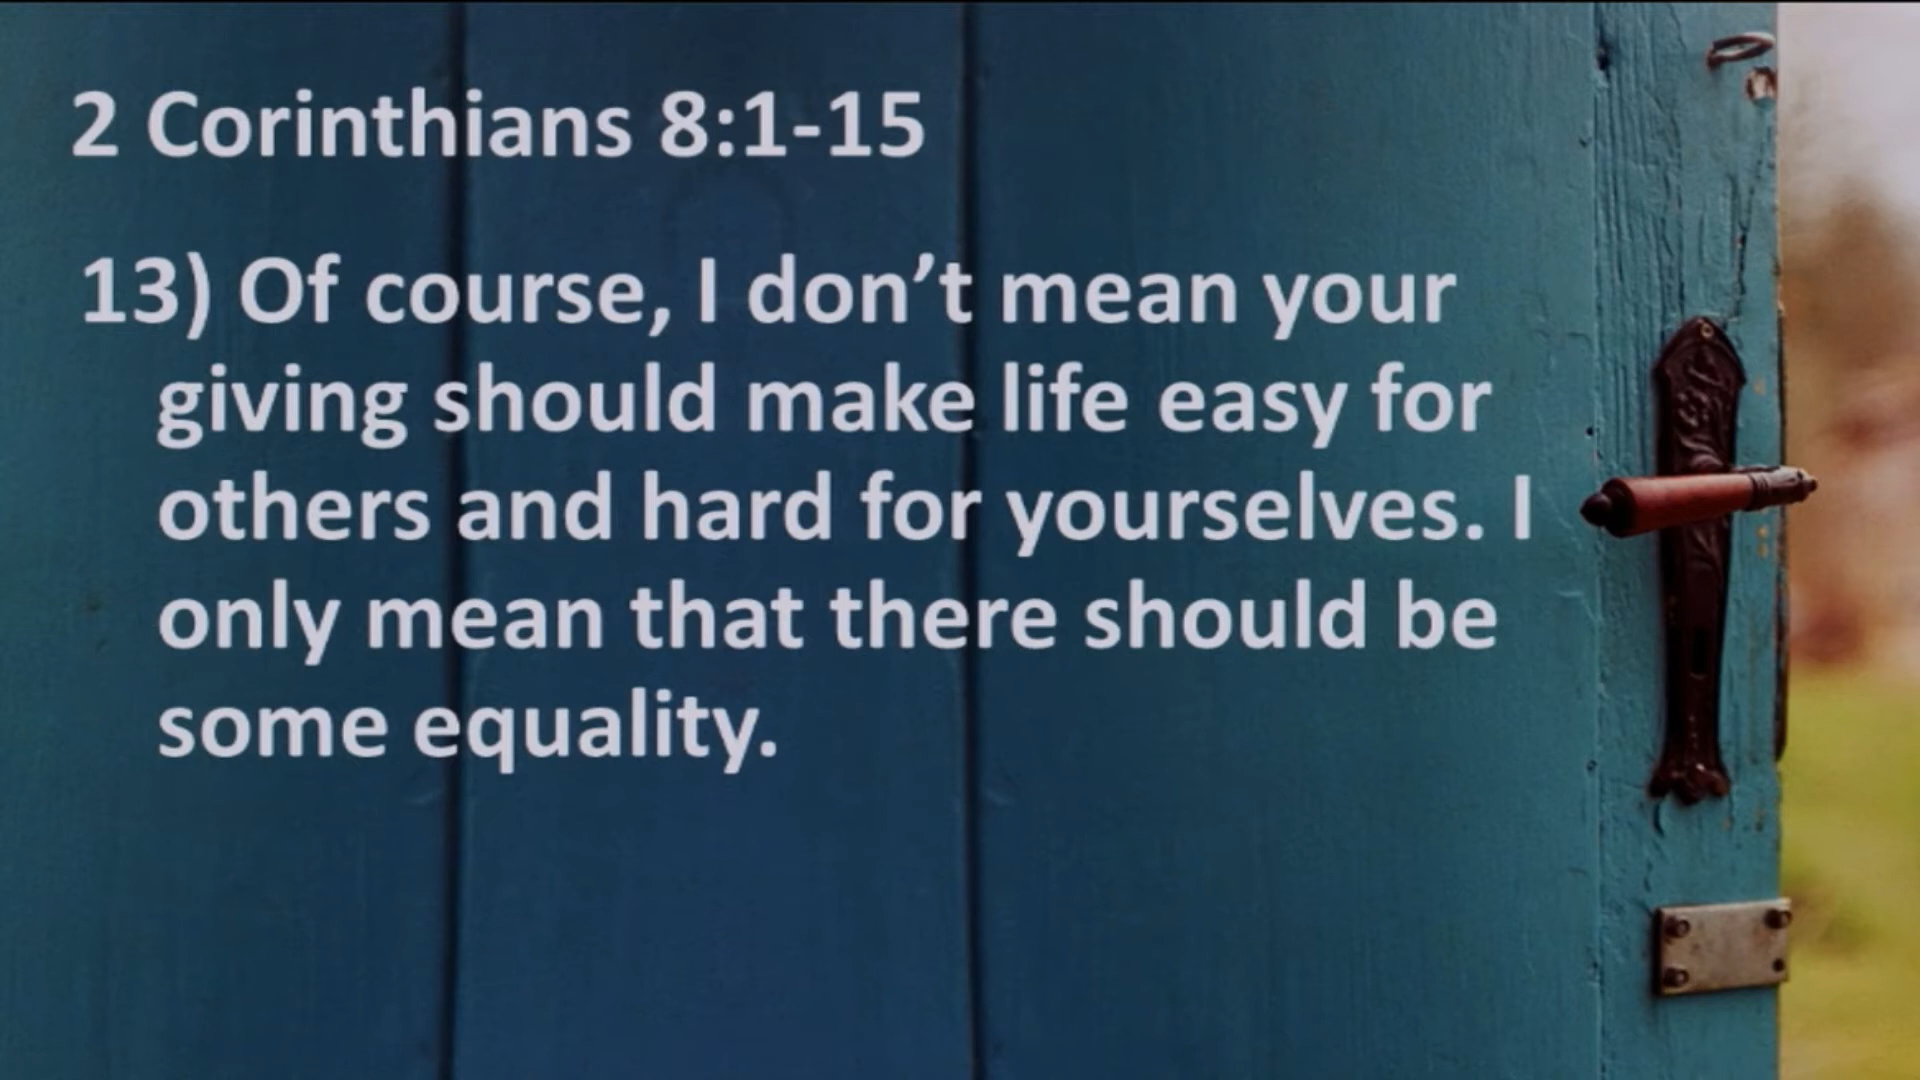 2 Corinthians 8:1-15
13) Of course, I don’t mean your
giving should make life easy for
others and hard for yourselves. I
only mean that there should be
some equality.